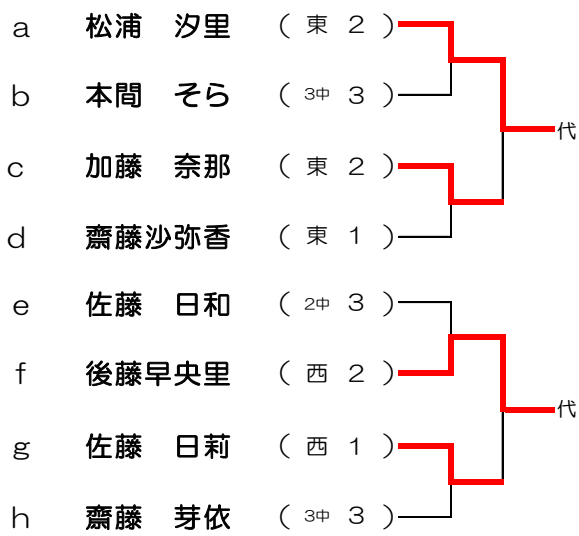 a 松浦 汐里 ( 東 2 )
b 本間 そら ( 3中 3 )
代
c 加藤 奈那 ( 東 2 )
d 齋藤沙弥香 ( 東 1 )
e 佐藤 日和 ( 2中 3 )
f 後藤早央里 ( 西 2 )
代
g 佐藤 日莉 ( 西 1 )
h 齋藤 芽依 ( 3中 3 )